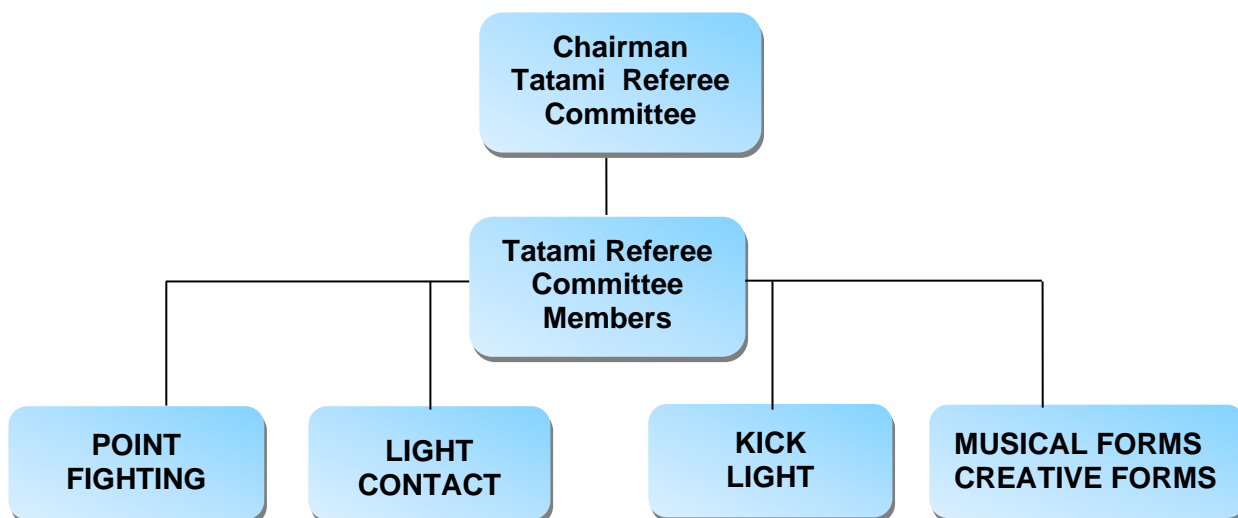 Chairman
Tatami Referee
Committee
Tatami Referee
Committee
Members
POINT
FIGHTING
LIGHT
CONTACT
KICK
LIGHT
MUSICAL FORMS
CREATIVE FORMS